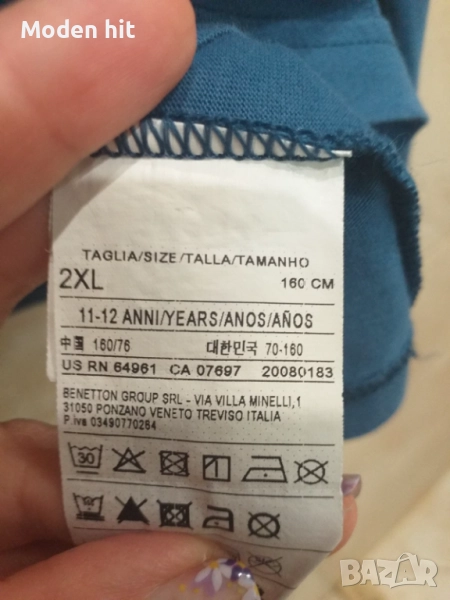 Moden hit
TAGLIA/SIZE/TALLA/TAMANHO
2XL 160 CM
11-12 ANNI/YEARS/ANOS/AÑOS
中国 160/76 대한민국 70-160
US RN 64961 CA 07697 20080183
BENETTON GROUP SRL - VIA VILLA MINELLI,1
31050 PONZANO VENETO TREVISO ITALIA
P.iva 03490770264
30
BAZAR.bg